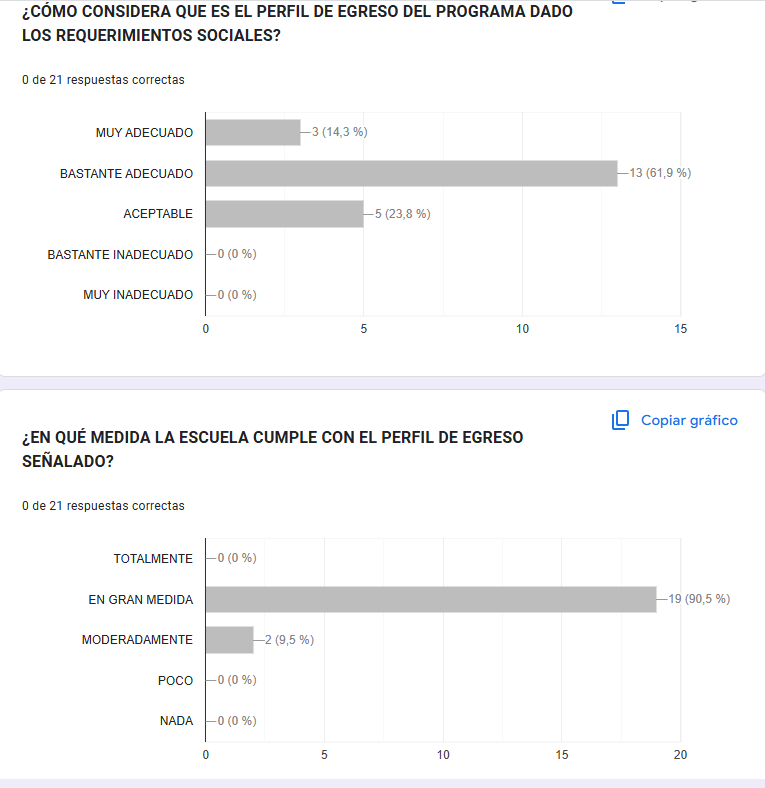 ¿CÓMO CONSIDERA QUE ES EL PERFIL DE EGRESO DEL PROGRAMA DADO
LOS REQUERIMIENTOS SOCIALES?
0 de 21 respuestas correctas
MUY ADECUADO
3 (14,3 %)
BASTANTE ADECUADO
13 (61,9 %)
ACEPTABLE
5 (23,8 %)
BASTANTE INADECUADO
0 (0 %)
MUY INADECUADO
0 (0 %)
0 5 10 15
Copiar gráfico
¿EN QUÉ MEDIDA LA ESCUELA CUMPLE CON EL PERFIL DE EGRESO
SEÑALADO?
0 de 21 respuestas correctas
TOTALMENTE
0 (0 %)
EN GRAN MEDIDA
19 (90,5 %)
MODERADAMENTE
2 (9,5 %)
POCO
0 (0 %)
NADA
0 (0 %)
0 5 10 15 20